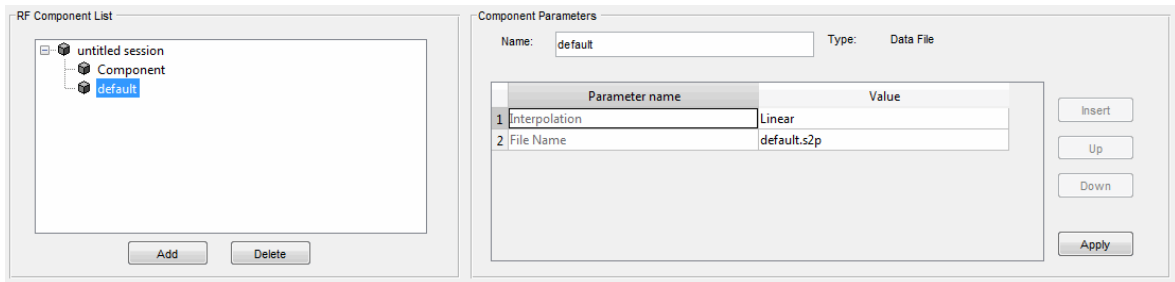 RF Component List
untitled session
Component
default
Add Delete
Component Parameters
Name: default Type: Data File
Parameter name Value
1 Interpolation Linear
2 File Name default.s2p
Insert
Up
Down
Apply